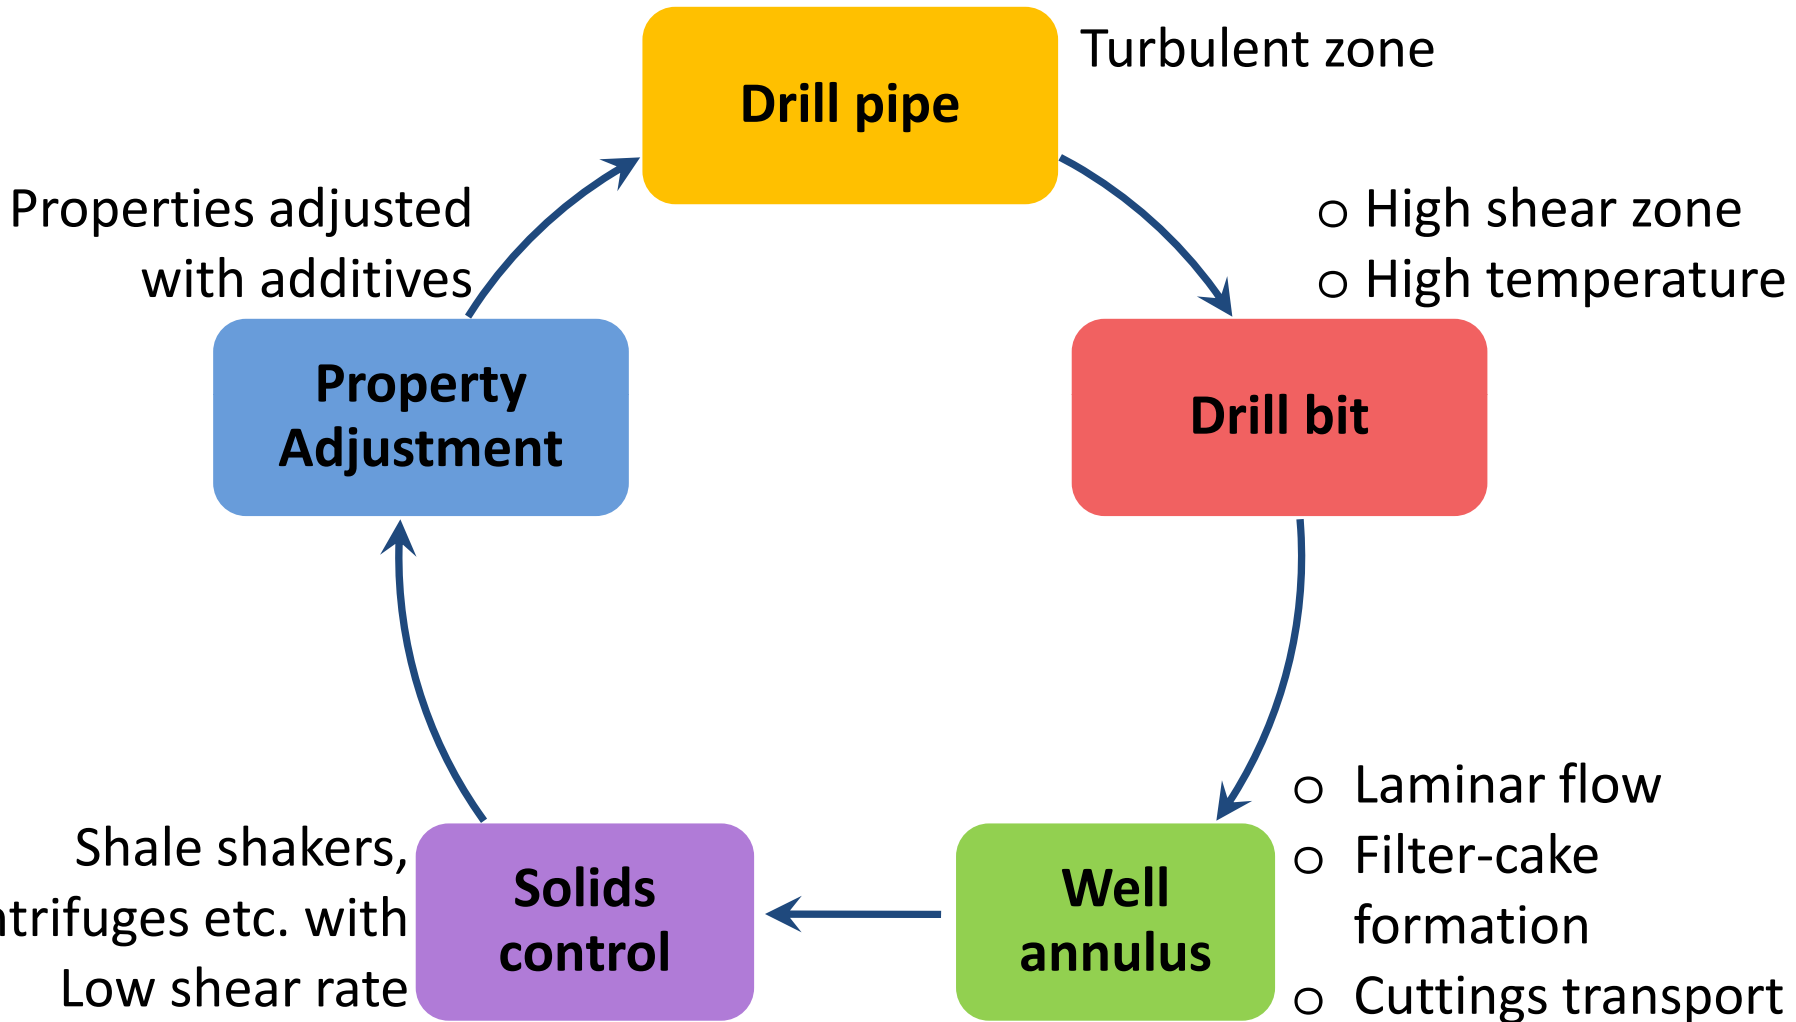 Drill pipe
Turbulent zone
Properties adjusted
with additives
○ High shear zone
○ High temperature
Property
Adjustment
Drill bit
○ Laminar flow
○ Filter-cake
formation
○ Cuttings transport
Well
annulus
Solids
control
Shale shakers,
etc. with
Low shear rate